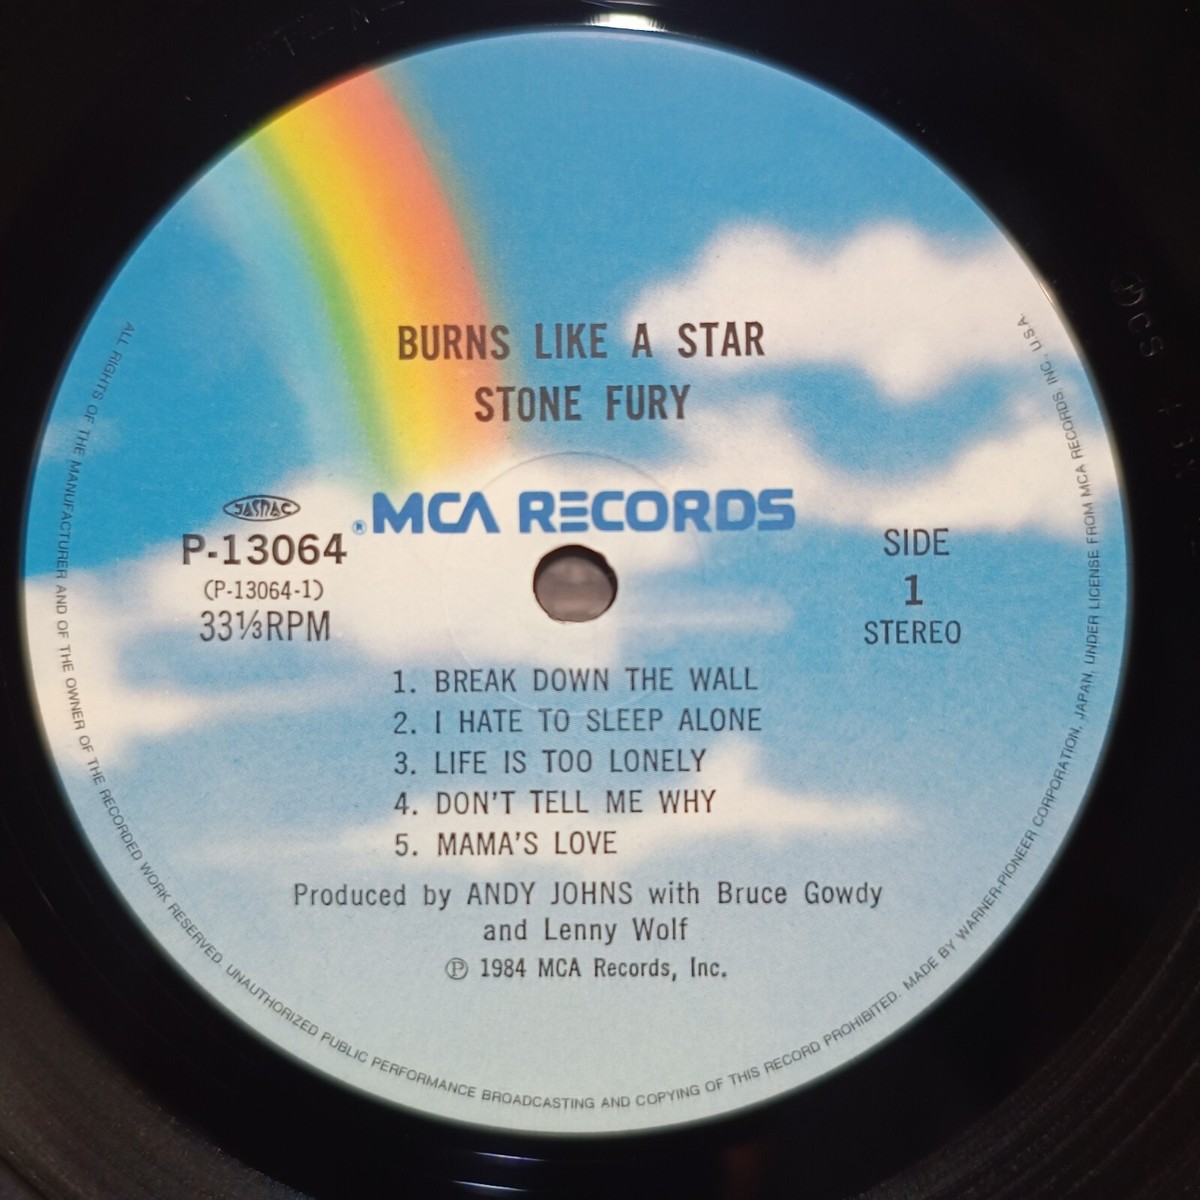 BURNS LIKE A STAR
STONE FURY
JASRAC
® MCA RECORDS
P-13064
(P-13064-1)
33⅓RPM
SIDE
1
STEREO
1. BREAK DOWN THE WALL
2. I HATE TO SLEEP ALONE
3. LIFE IS TOO LONELY
4. DON'T TELL ME WHY
5. MAMA'S LOVE
Produced by ANDY JOHNS with Bruce Gowdy
and Lenny Wolf
℗ 1984 MCA Records, Inc.
ALL RIGHTS OF THE MANUFACTURER AND OF THE OWNER OF THE RECORDED WORK RESERVED. UNAUTHORIZED PUBLIC PERFORMANCE BROADCASTING AND COPYING OF THIS RECORD PROHIBITED. MADE BY WARNER-PIONEER CORPORATION, JAPAN, UNDER LICENSE FROM MCA RECORDS, INC., U.S.A.